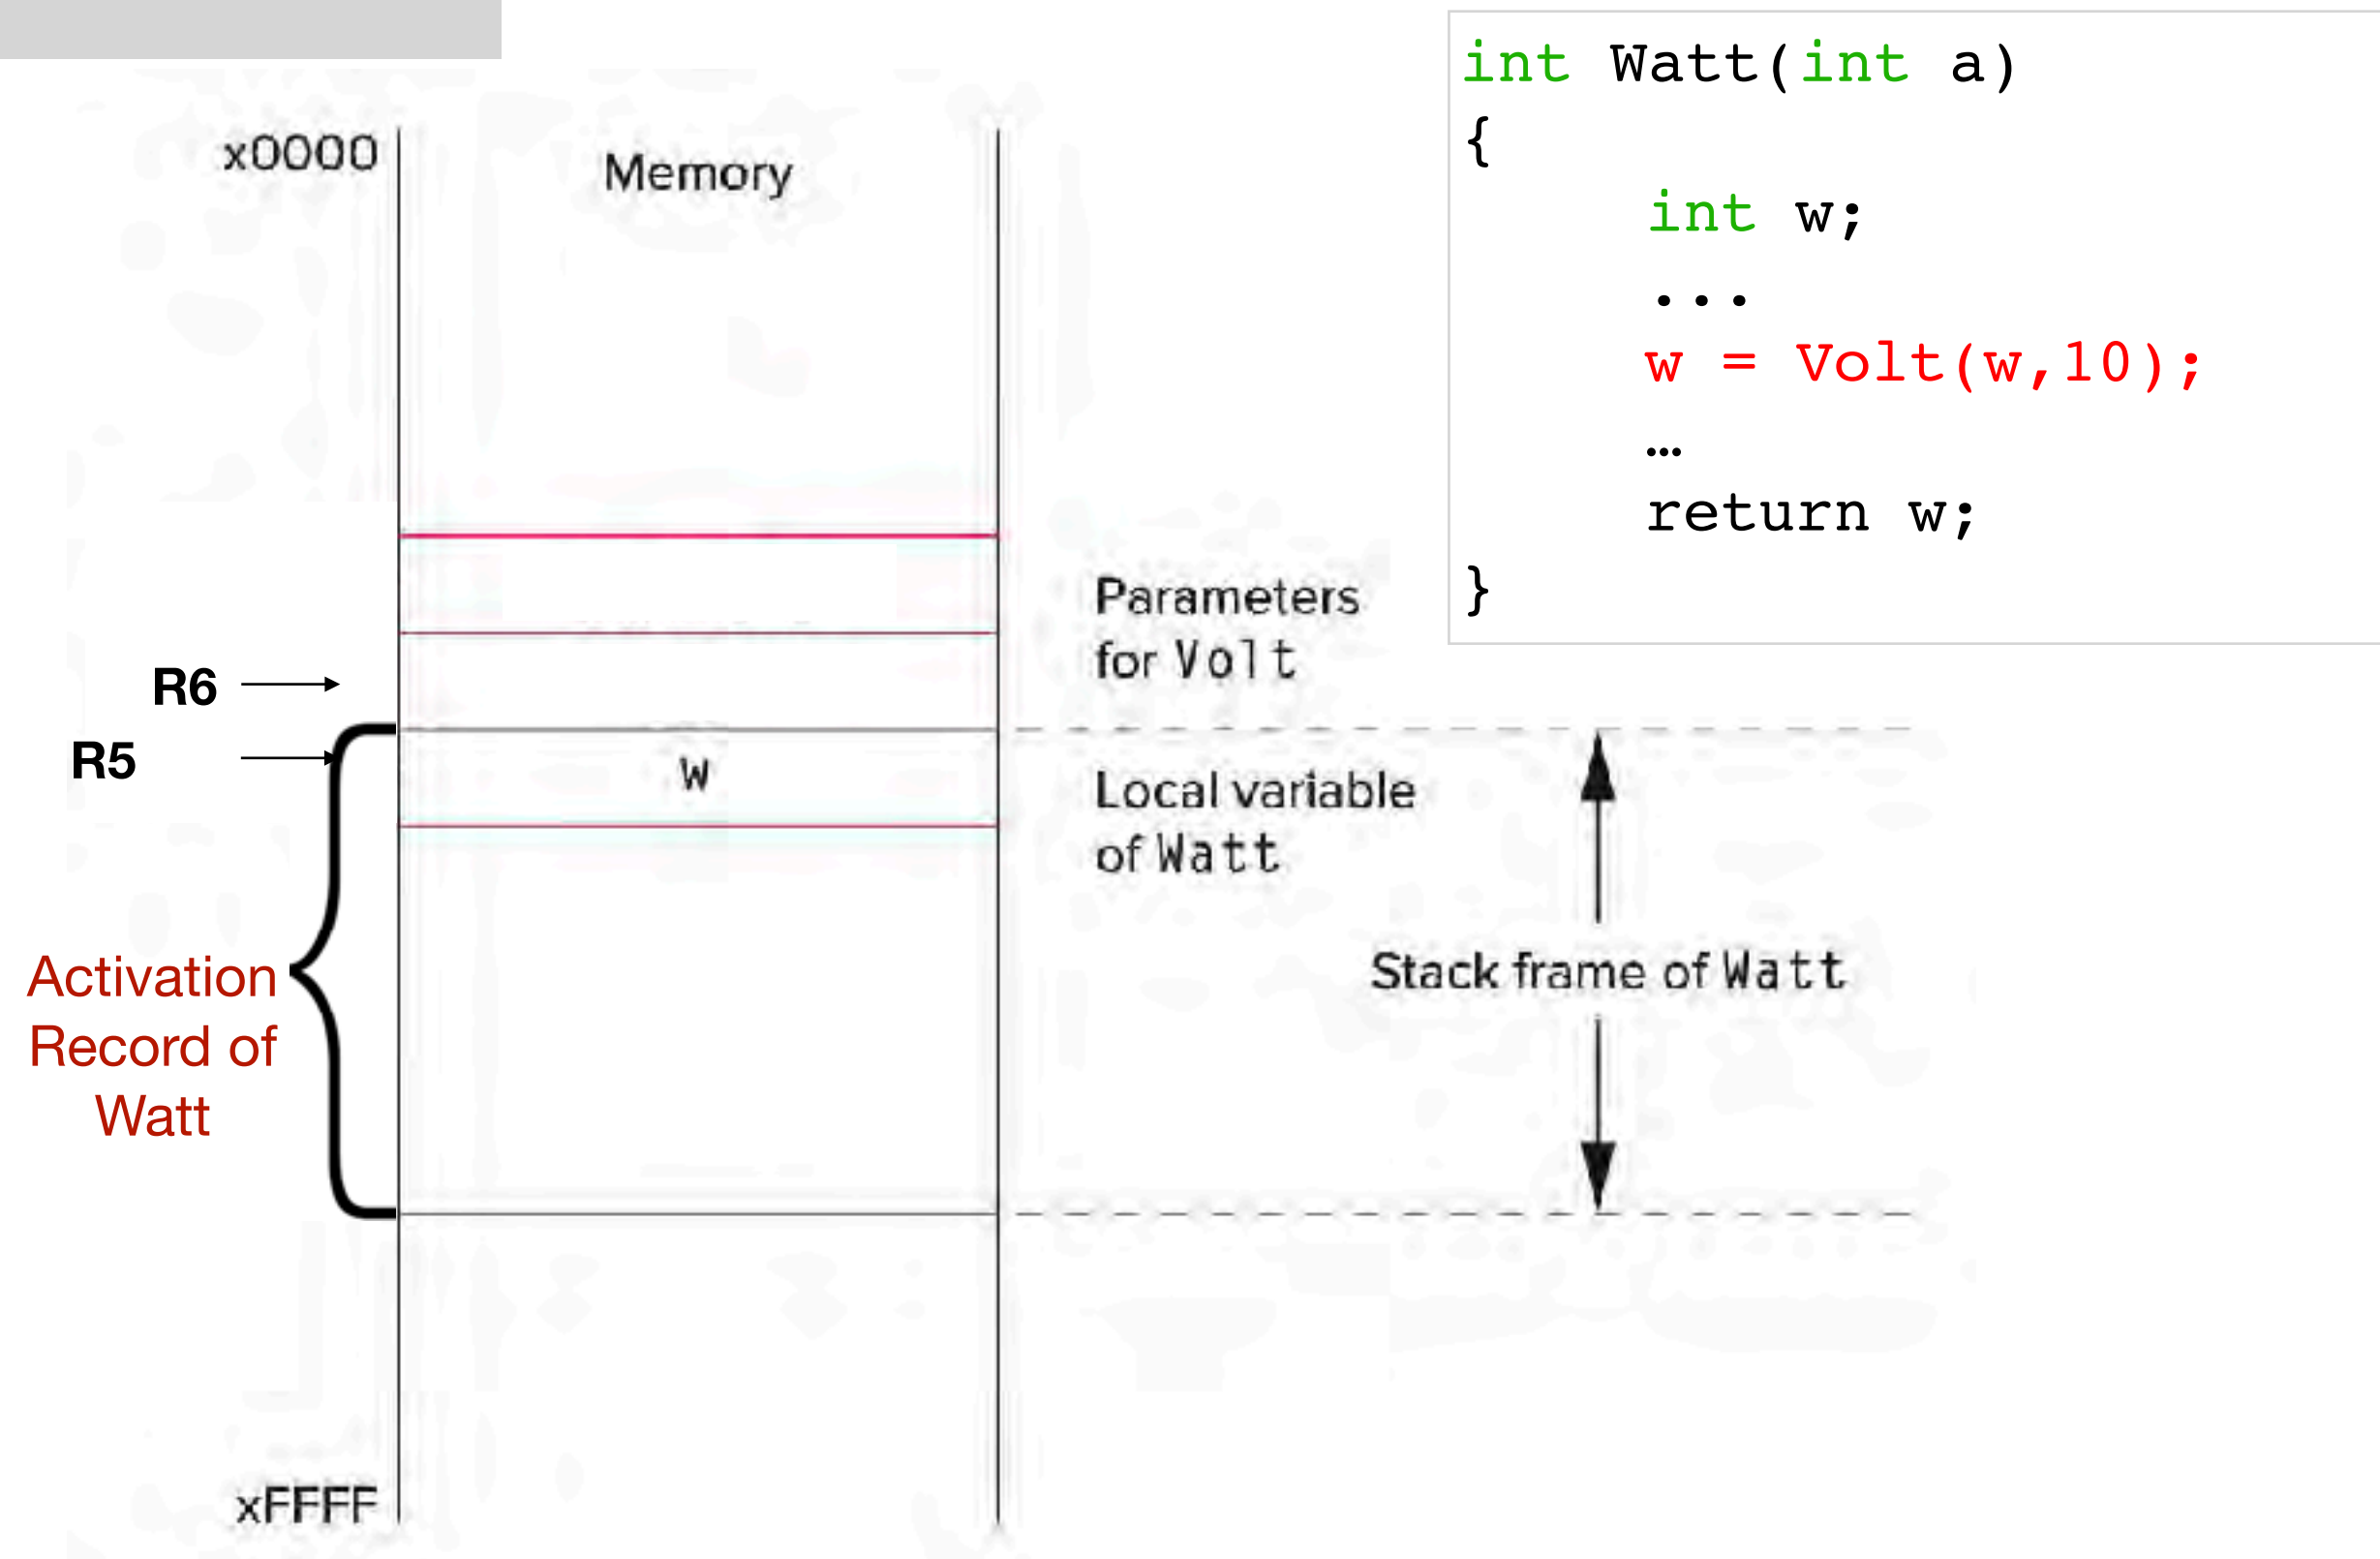 int Watt(int a)
{
int w;
...
w = Volt(w,10);
…
return w;
}
x0000
Memory
Parameters
for Volt
R6
R5
W
Local variable
of Watt
Activation
Record of
Watt
Stack frame of Watt
xFFFF